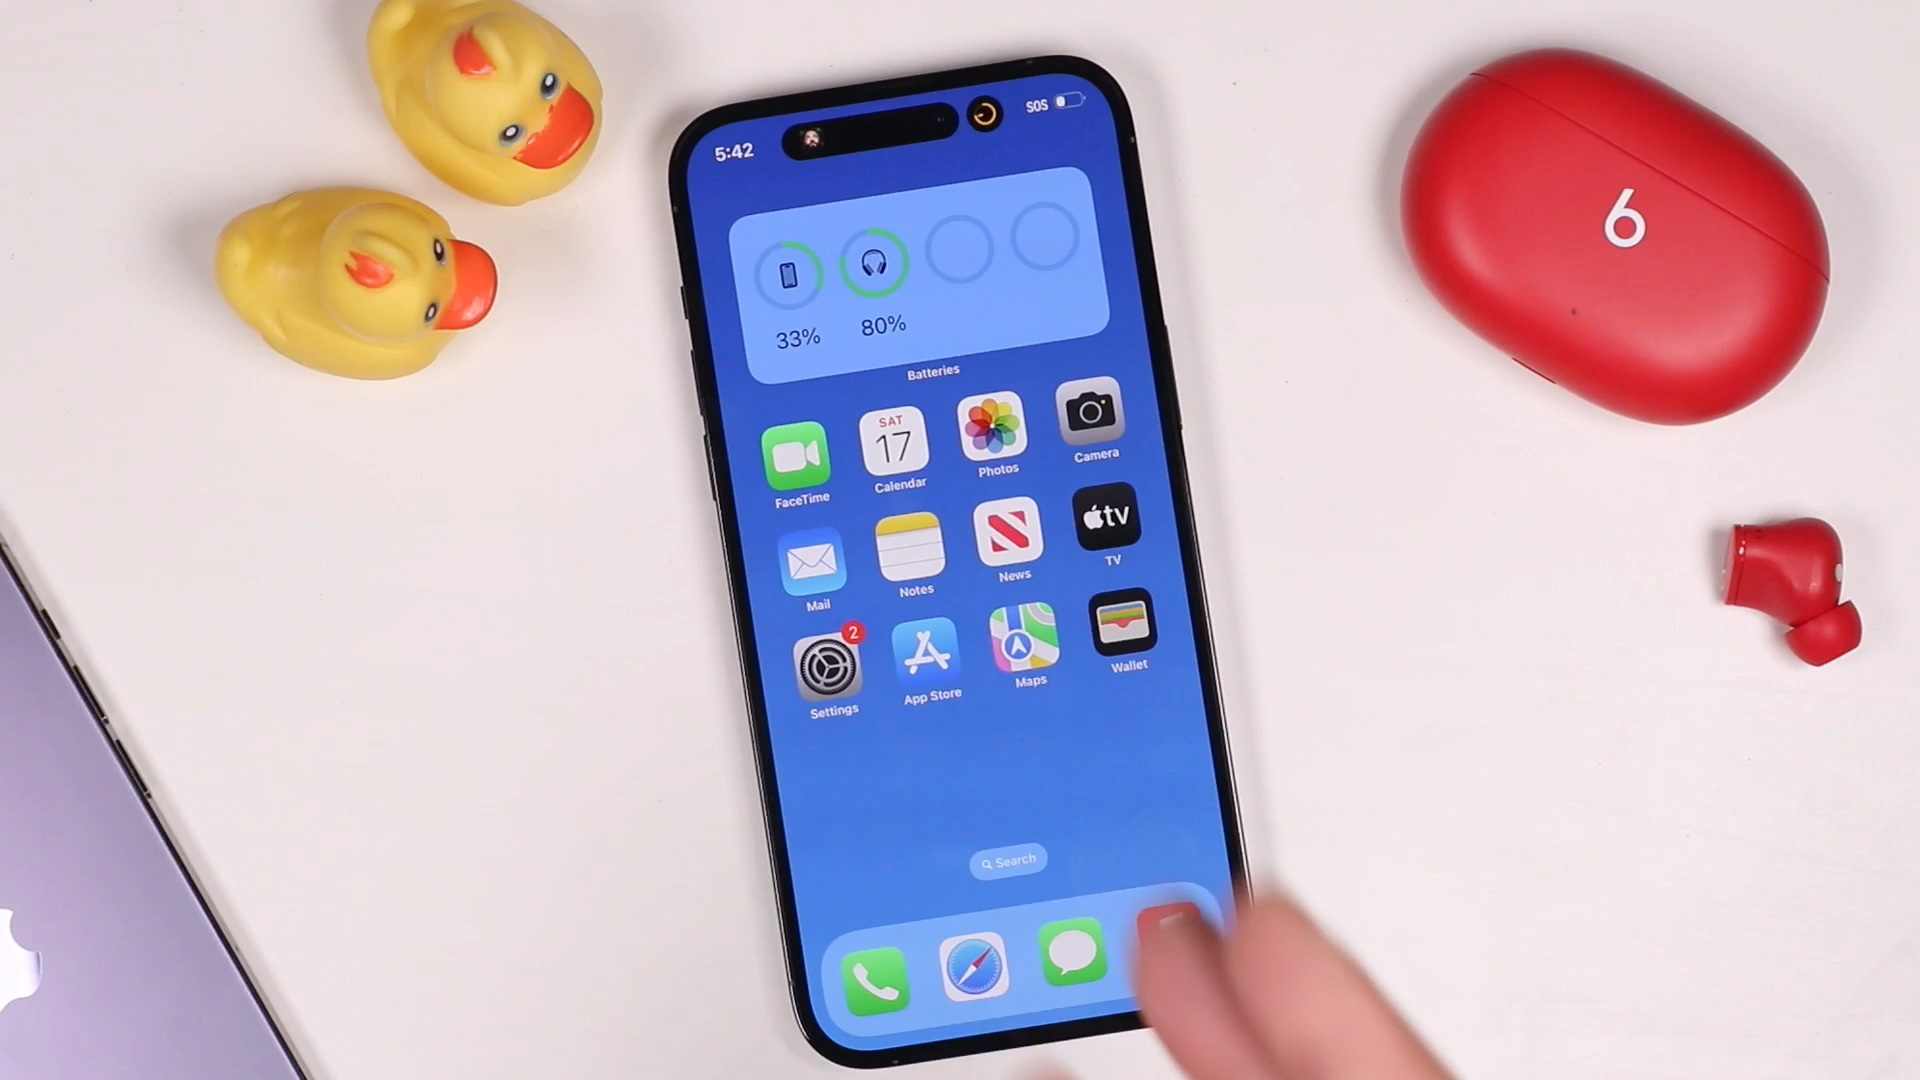 5:42
SOS
33%
80%
Batteries
SAT
17
FaceTime
Calendar
Photos
Camera
tv
Mail
Notes
News
TV
2
Settings
App Store
Maps
Wallet
Search